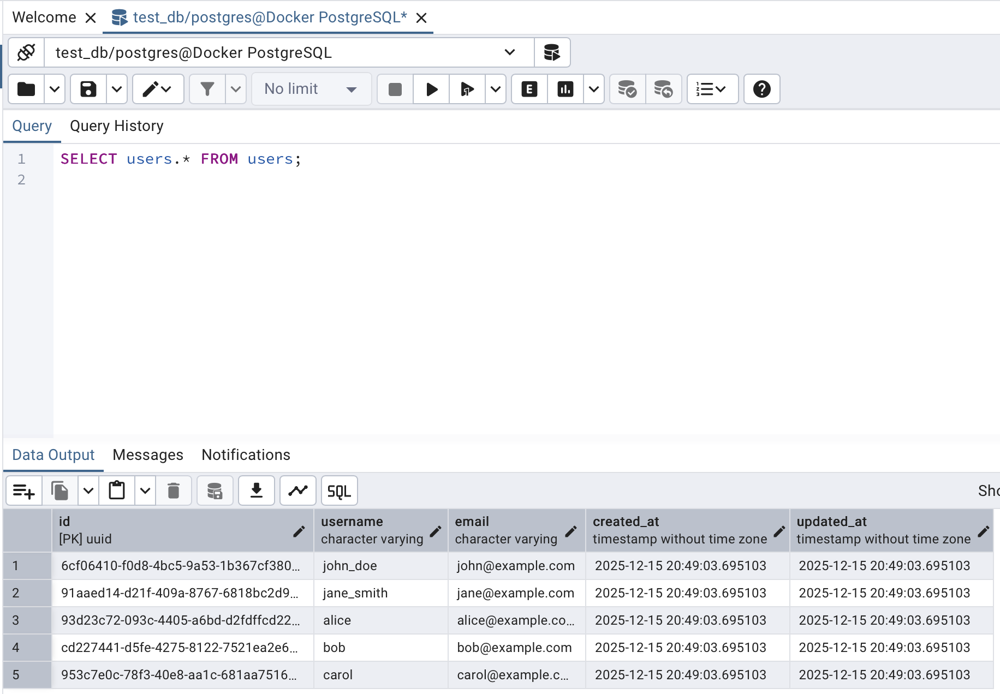 Welcome
test_db/postgres@Docker PostgreSQL*
test_db/postgres@Docker PostgreSQL
No limit
E
Query Query History
1 SELECT users.* FROM users;
2
Data Output Messages Notifications
SQL
id username email created_at updated_at
[PK] uuid character varying character varying timestamp without time zone timestamp without time zone
1 6cf06410-f0d8-4bc5-9a53-1b367cf380... john_doe john@example.com 2025-12-15 20:49:03.695103 2025-12-15 20:49:03.695103
2 91aaed14-d21f-409a-8767-6818bc2d9... jane_smith jane@example.com 2025-12-15 20:49:03.695103 2025-12-15 20:49:03.695103
3 93d23c72-093c-4405-a6bd-d2fdffcd22... alice alice@example.co... 2025-12-15 20:49:03.695103 2025-12-15 20:49:03.695103
4 cd227441-d5fe-4275-8122-7521ea2e6... bob bob@example.com 2025-12-15 20:49:03.695103 2025-12-15 20:49:03.695103
5 953c7e0c-78f3-40e8-aa1c-681aa7516... carol carol@example.c... 2025-12-15 20:49:03.695103 2025-12-15 20:49:03.695103